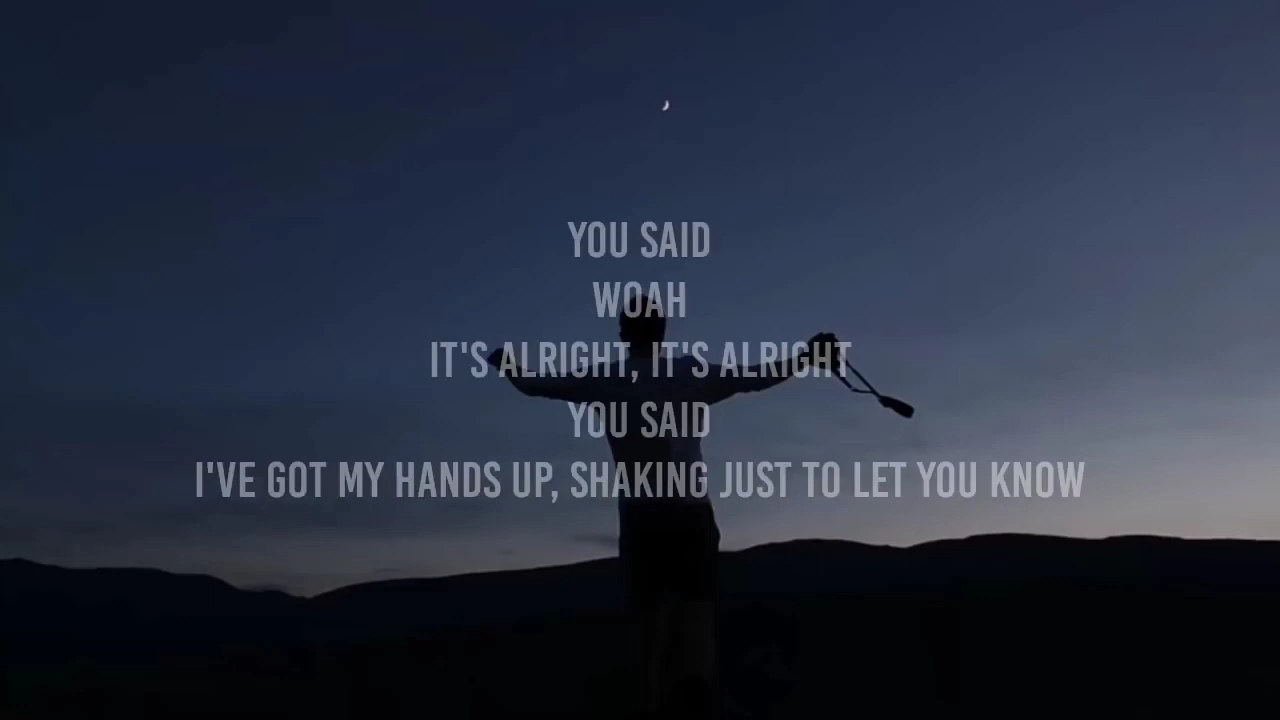 YOU SAID
WOAH
IT'S ALRIGHT, IT'S ALRIGHT
YOU SAID
I'VE GOT MY HANDS UP, SHAKING JUST TO LET YOU KNOW